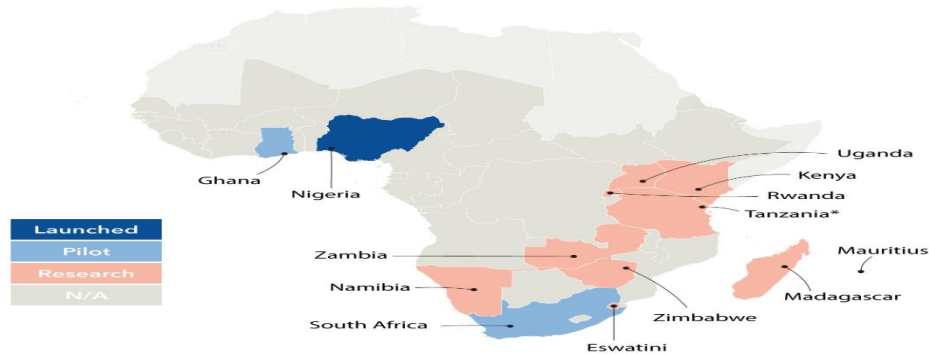 Uganda
Kenya
Rwanda
Tanzania*
Ghana
Nigeria
Launched
Pilot
Research
N/A
Zambia
Namibia
South Africa
Mauritius
Madagascar
Zimbabwe
Eswatini